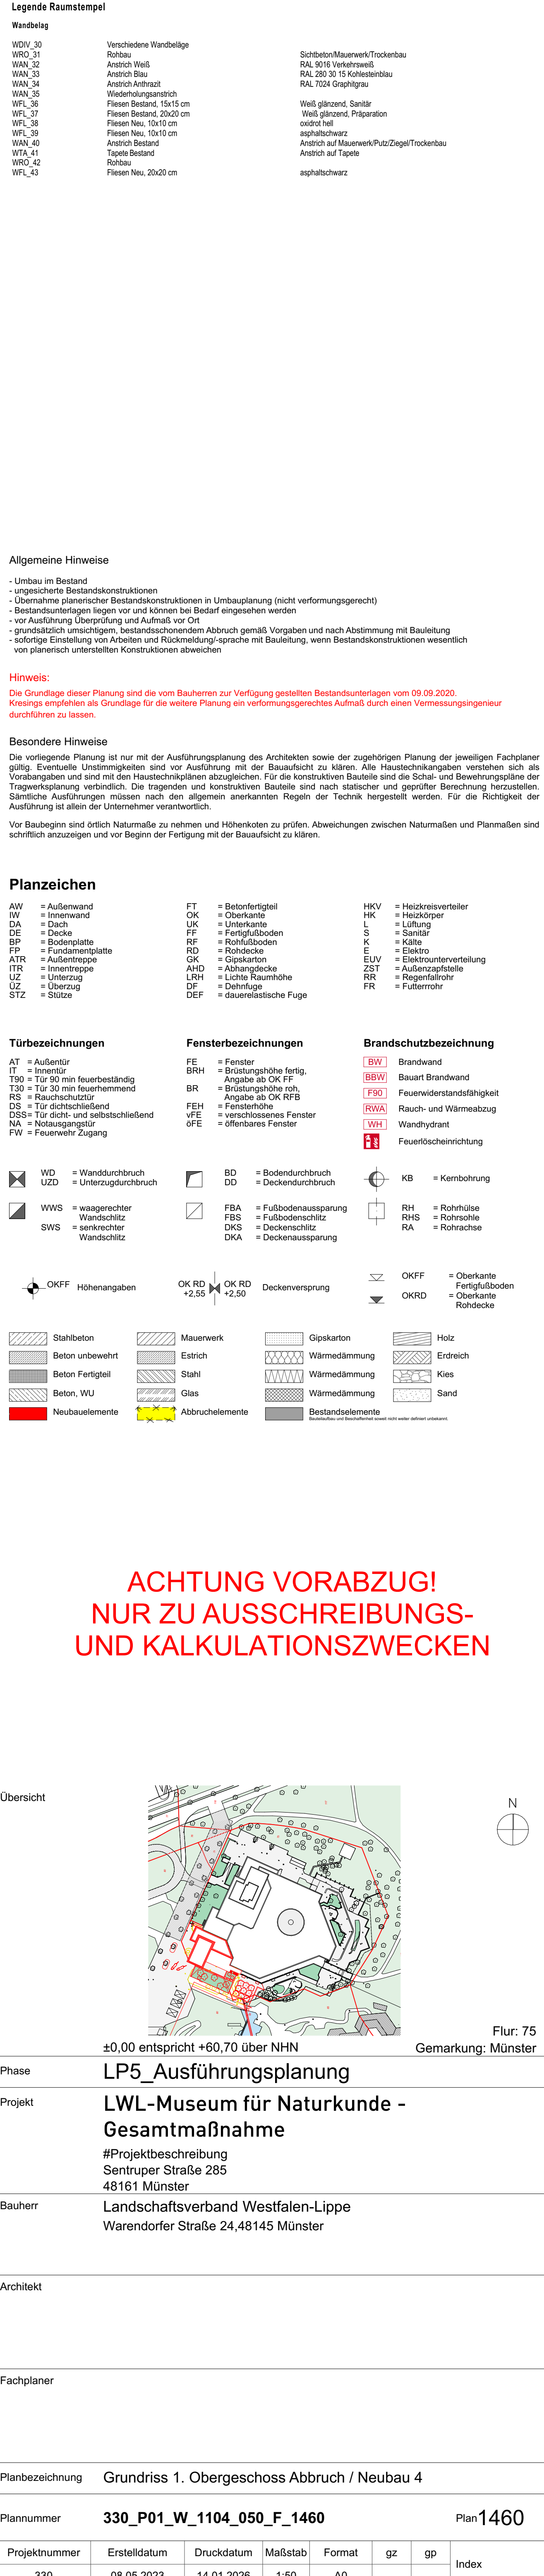 Legende Raumstempel
Wandbelag
WDIV_30 Verschiedene Wandbeläge
WRO_31 Rohbau Sichtbeton/Mauerwerk/Trockenbau
WAN_32 Anstrich Weiß RAL 9016 Verkehrsweiß
WAN_33 Anstrich Blau RAL 280 30 15 Kohlesteinblau
WAN_34 Anstrich Anthrazit RAL 7024 Graphitgrau
WAN_35 Wiederholungsanstrich
WFL_36 Fliesen Bestand, 15x15 cm Weiß glänzend, Sanitär
WFL_37 Fliesen Bestand, 20x20 cm Weiß glänzend, Präparation
WFL_38 Fliesen Neu, 10x10 cm oxidrot hell
WFL_39 Fliesen Neu, 10x10 cm asphaltschwarz
WAN_40 Anstrich Bestand Anstrich auf Mauerwerk/Putz/Ziegel/Trockenbau
WTA_41 Tapete Bestand Anstrich auf Tapete
WRO_42 Rohbau
WFL_43 Fliesen Neu, 20x20 cm asphaltschwarz
Allgemeine Hinweise
- Umbau im Bestand
- ungesicherte Bestandskonstruktionen
- Übernahme planerischer Bestandskonstruktionen in Umbauplanung (nicht verformungsgerecht)
- Bestandsunterlagen liegen vor und können bei Bedarf eingesehen werden
- vor Ausführung Überprüfung und Aufmaß vor Ort
- grundsätzlich umsichtigem, bestandsschonendem Abbruch gemäß Vorgaben und nach Abstimmung mit Bauleitung
- sofortige Einstellung von Arbeiten und Rückmeldung/-sprache mit Bauleitung, wenn Bestandskonstruktionen wesentlich
von planerisch unterstellten Konstruktionen abweichen
Hinweis:
Die Grundlage dieser Planung sind die vom Bauherren zur Verfügung gestellten Bestandsunterlagen vom 09.09.2020.
Kresings empfehlen als Grundlage für die weitere Planung ein verformungsgerechtes Aufmaß durch einen Vermessungsingenieur
durchführen zu lassen.
Besondere Hinweise
Die vorliegende Planung ist nur mit der Ausführungsplanung des Architekten sowie der zugehörigen Planung der jeweiligen Fachplaner
gültig. Eventuelle Unstimmigkeiten sind vor Ausführung mit der Bauaufsicht zu klären. Alle Haustechnikangaben verstehen sich als
Vorabangaben und sind mit den Haustechnikplänen abzugleichen. Für die konstruktiven Bauteile sind die Schal- und Bewehrungspläne der
Tragwerksplanung verbindlich. Die tragenden und konstruktiven Bauteile sind nach statischer und geprüfter Berechnung herzustellen.
Sämtliche Ausführungen müssen nach den allgemein anerkannten Regeln der Technik hergestellt werden. Für die Richtigkeit der
Ausführung ist allein der Unternehmer verantwortlich.
Vor Baubeginn sind örtlich Naturmaße zu nehmen und Höhenkoten zu prüfen. Abweichungen zwischen Naturmaßen und Planmaßen sind
schriftlich anzuzeigen und vor Beginn der Fertigung mit der Bauaufsicht zu klären.
Planzeichen
AW = Außenwand FT = Betonfertigteil HKV = Heizkreisverteiler
IW = Innenwand OK = Oberkante HK = Heizkörper
DA = Dach UK = Unterkante L = Lüftung
DE = Decke FF = Fertigfußboden S = Sanitär
BP = Bodenplatte RF = Rohfußboden K = Kälte
FP = Fundamentplatte RD = Rohdecke E = Elektro
ATR = Außentreppe GK = Gipskarton EUV = Elektrounterverteilung
ITR = Innentreppe AHD = Abhangdecke ZST = Außenzapfstelle
UZ = Unterzug LRH = Lichte Raumhöhe RR = Regenfallrohr
ÜZ = Überzug DF = Dehnfuge FR = Futterrrohr
STZ = Stütze DEF = dauerelastische Fuge
Türbezeichnungen Fensterbezeichnungen Brandschutzbezeichnung
AT = Außentür FE = Fenster BW Brandwand
IT = Innentür BRH = Brüstungshöhe fertig,
T90 = Tür 90 min feuerbeständig Angabe ab OK FF BBW Bauart Brandwand
T30 = Tür 30 min feuerhemmend BR = Brüstungshöhe roh,
RS = Rauchschutztür Angabe ab OK RFB F90 Feuerwiderstandsfähigkeit
DS = Tür dichtschließend FEH = Fensterhöhe RWA Rauch- und Wärmeabzug
DSS= Tür dicht- und selbstschließend vFE = verschlossenes Fenster
NA = Notausgangstür öFE = öffenbares Fenster WH Wandhydrant
FW = Feuerwehr Zugang
Feuerlöscheinrichtung
WD = Wanddurchbruch BD = Bodendurchbruch KB = Kernbohrung
UZD = Unterzugdurchbruch DD = Deckendurchbruch
WWS = waagerechter FBA = Fußbodenaussparung RH = Rohrhülse
Wandschlitz FBS = Fußbodenschlitz RHS = Rohrsohle
SWS = senkrechter DKS = Deckenschlitz RA = Rohrachse
Wandschlitz DKA = Deckenaussparung
OKFF Höhenangaben OK RD +2,55 OK RD +2,50 Deckenversprung OKFF = Oberkante
Fertigfußboden
OKRD = Oberkante
Rohdecke
Stahlbeton Mauerwerk Gipskarton Holz
Beton unbewehrt Estrich Wärmedämmung Erdreich
Beton Fertigteil Stahl Wärmedämmung Kies
Beton, WU Glas Wärmedämmung Sand
Neubauelemente Abbruchelemente Bestandselemente
Bauteilaufbau und Beschaffenheit soweit nicht weiter definiert unbekannt.
ACHTUNG VORABZUG!
NUR ZU AUSSCHREIBUNGS-
UND KALKULATIONSZWECKEN
Übersicht
N
Flur: 75
±0,00 entspricht +60,70 über NHN Gemarkung: Münster
Phase LP5_Ausführungsplanung
Projekt LWL-Museum für Naturkunde -
Gesamtmaßnahme
#Projektbeschreibung
Sentruper Straße 285
48161 Münster
Bauherr Landschaftsverband Westfalen-Lippe
Warendorfer Straße 24,48145 Münster
Architekt
Fachplaner
Planbezeichnung Grundriss 1. Obergeschoss Abbruch / Neubau 4
Plannummer 330_P01_W_1104_050_F_1460 Plan 1460
Projektnummer Erstelldatum Druckdatum Maßstab Format gz gp Index
330 08.05.2023 14.01.2026 1:50 A0